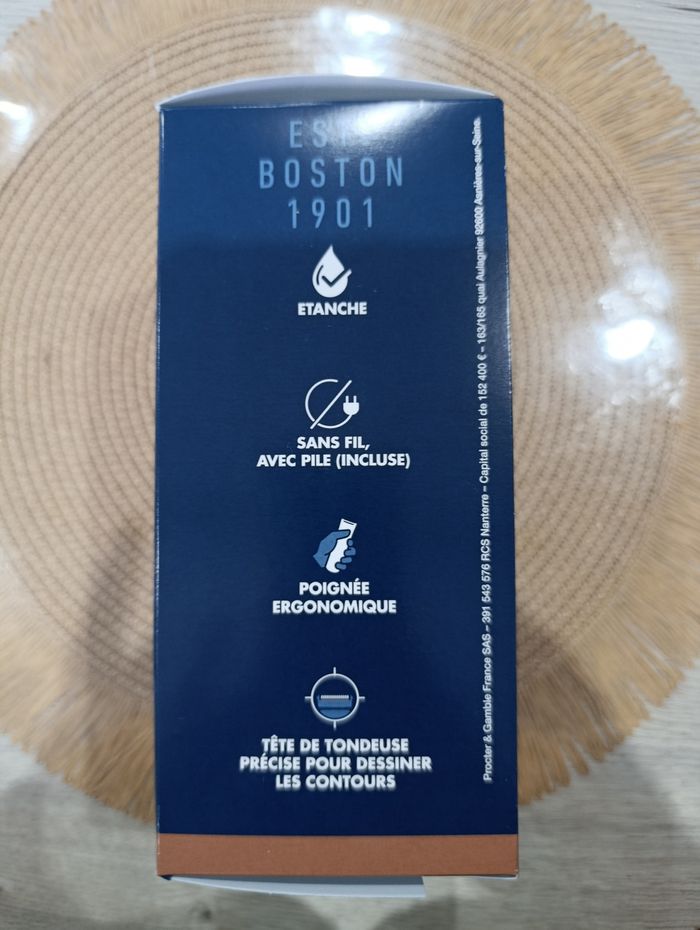 BOSTON
1901
ETANCHE
SANS FIL,
AVEC PILE (INCLUSE)
POIGNÉE
ERGONOMIQUE
TÊTE DE TONDEUSE
PRÉCISE POUR DESSINER
LES CONTOURS
Procter & Gamble France SAS – 391 543 576 RCS Nanterre – Capital social de 152 400 € – 163/165 quai Aulagnier 92600 Asnières-sur-Seine.